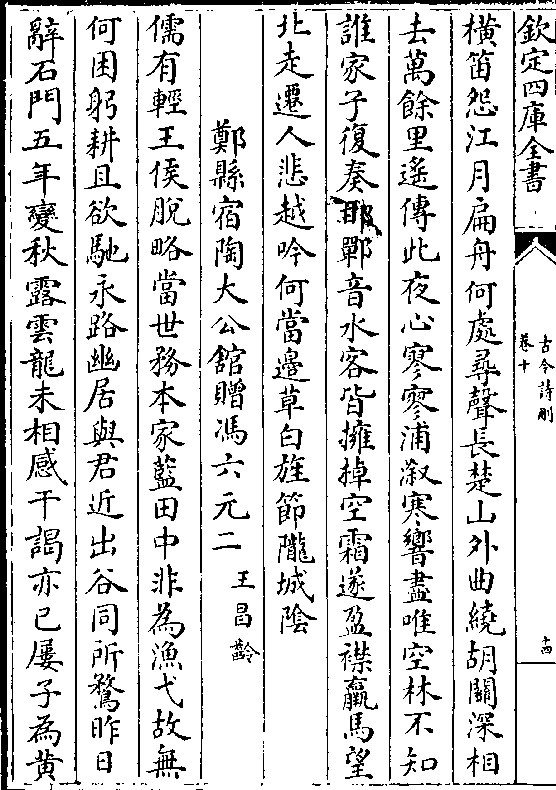 欽定四庫全書
古今詩刪
卷十
十四
橫笛怨江月扁舟何處尋聲長楚山外曲繞胡關深相
去萬餘里遙傳此夜心寥寥浦漵寒響盡唯空林不知
誰家子復奏邯鄲音水客皆擁棹空霜遂盈襟羸馬望
北走遷人悲越吟何當邊草白旌節隴城陰
鄭縣宿陶大公館贈馮六元二
王昌齡
儒有輕王侯脫略當世務本家藍田中非為漁弋故無
何困躬耕且欲馳永路幽居與君近出谷同所騖昨日
辭石門五年變秋露雲龍未相感干謁亦已屢子為黃